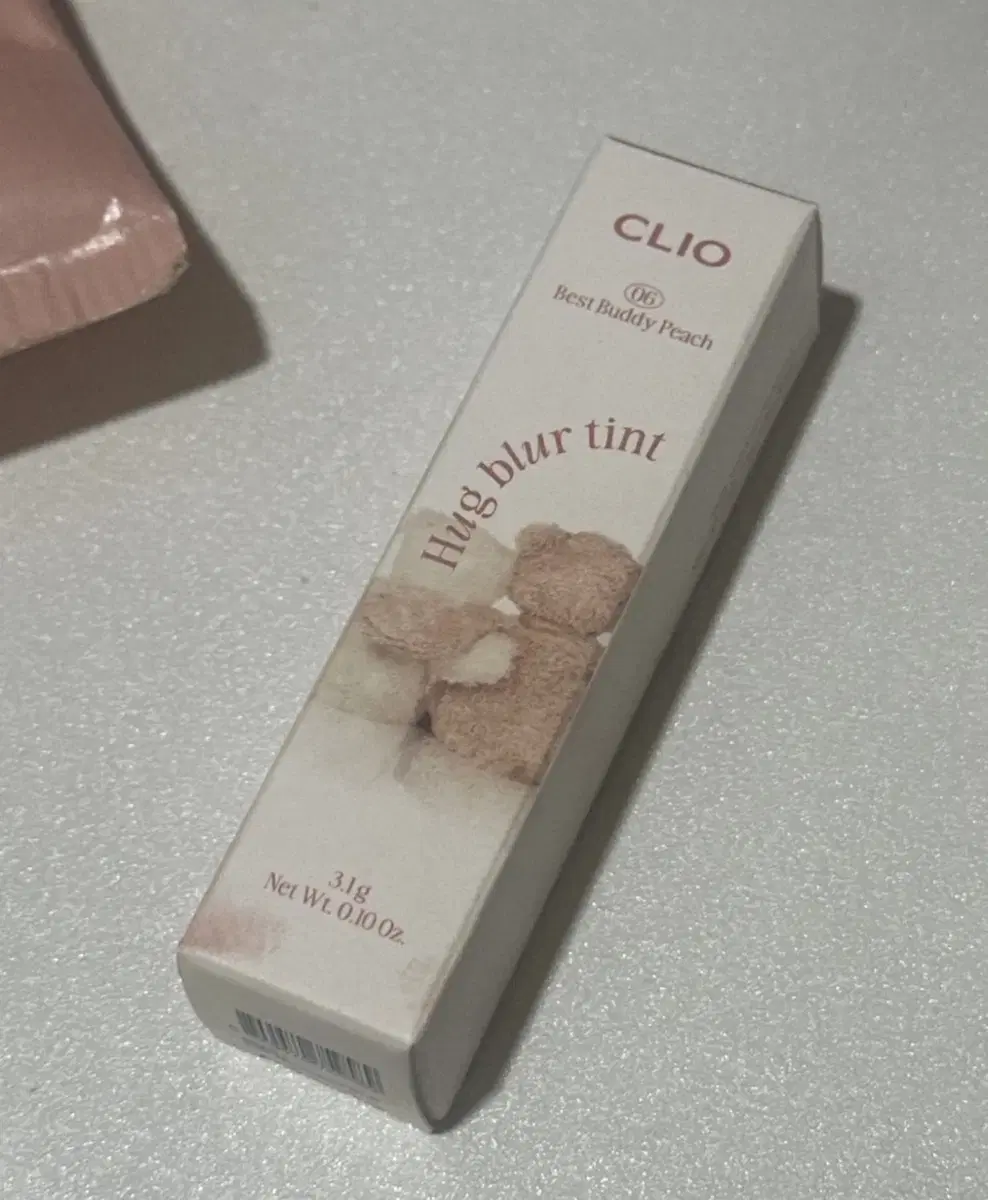 CLIO
06
Best Buddy Peach
Hug blur tint
3.1g
Net Wt. 0.10 Oz.